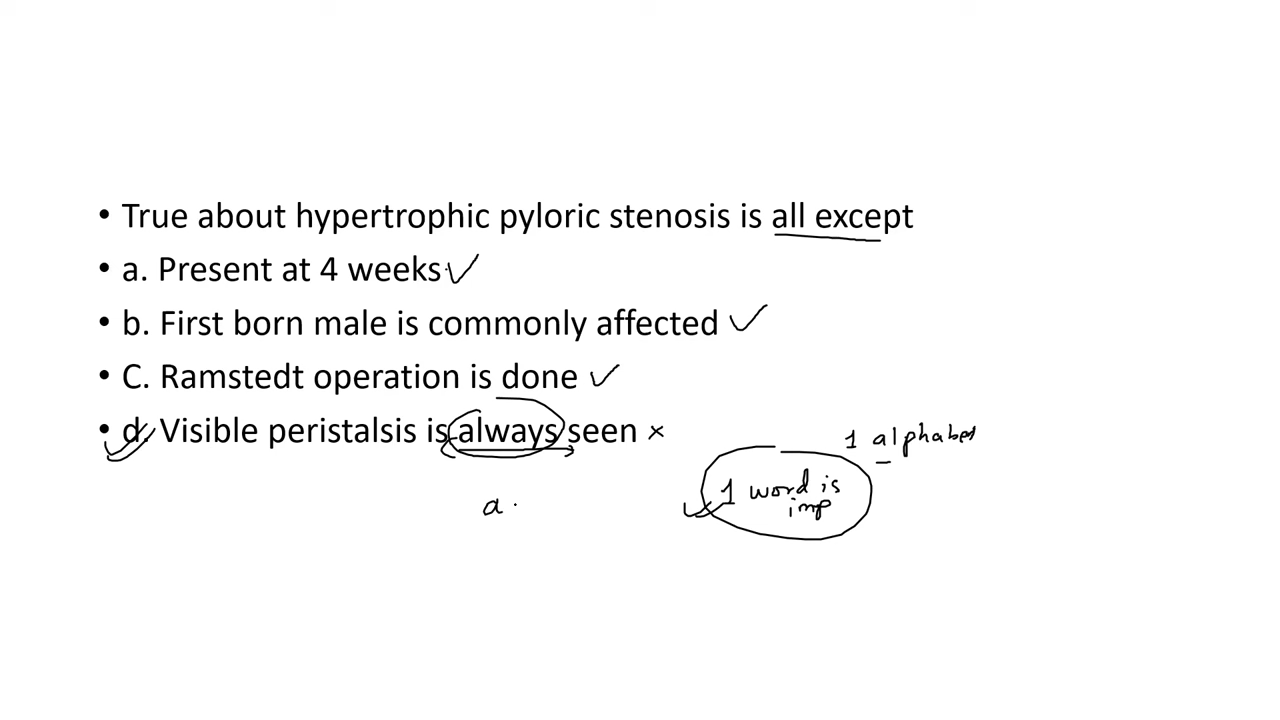 • True about hypertrophic pyloric stenosis is all except
• a. Present at 4 weeks
• b. First born male is commonly affected
• C. Ramstedt operation is done
• d. Visible peristalsis is always seen ×
1 alphabet
1 word is
imp
a .